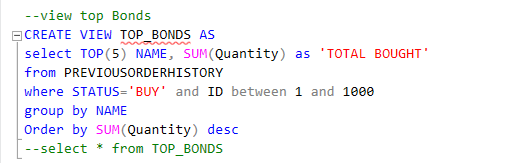 --view top Bonds
CREATE VIEW TOP_BONDS AS
select TOP(5) NAME, SUM(Quantity) as 'TOTAL BOUGHT'
from PREVIOUSORDERHISTORY
where STATUS='BUY' and ID between 1 and 1000
group by NAME
Order by SUM(Quantity) desc
--select * from TOP_BONDS